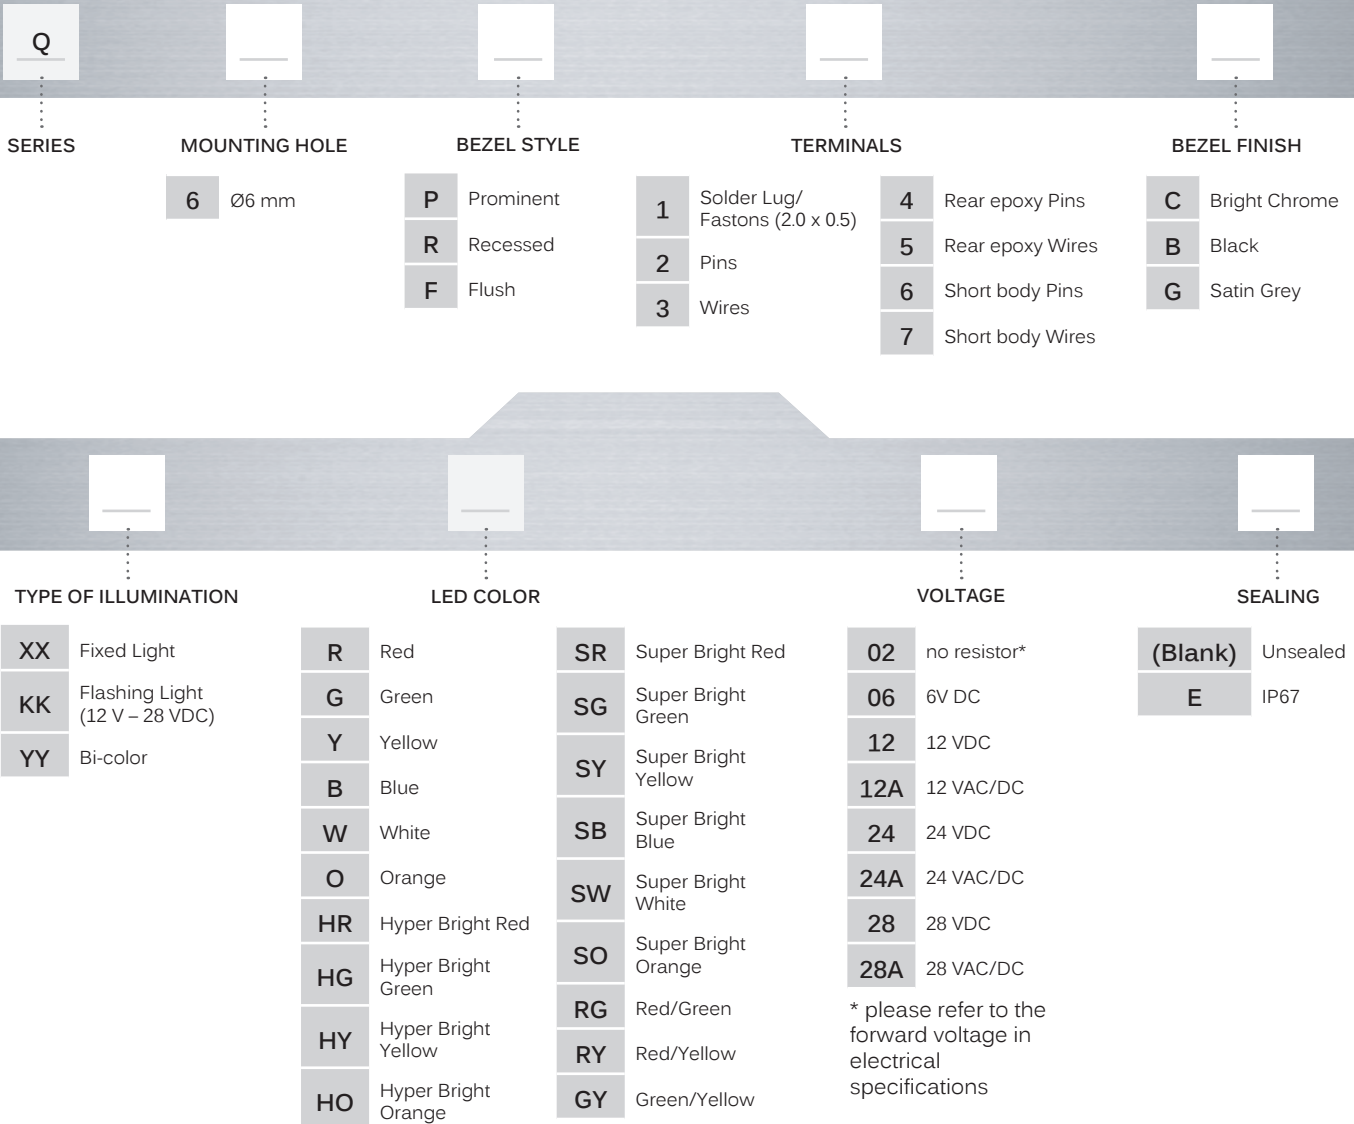 Q
SERIES
MOUNTING HOLE
6 Ø6 mm
BEZEL STYLE
P Prominent
R Recessed
F Flush
TERMINALS
1 Solder Lug/
Fastons (2.0 x 0.5)
2 Pins
3 Wires
4 Rear epoxy Pins
5 Rear epoxy Wires
6 Short body Pins
7 Short body Wires
BEZEL FINISH
C Bright Chrome
B Black
G Satin Grey
TYPE OF ILLUMINATION
XX Fixed Light
KK Flashing Light
(12 V – 28 VDC)
YY Bi-color
LED COLOR
R Red
G Green
Y Yellow
B Blue
W White
O Orange
HR Hyper Bright Red
HG Hyper Bright
Green
HY Hyper Bright
Yellow
HO Hyper Bright
Orange
SR Super Bright Red
SG Super Bright
Green
SY Super Bright
Yellow
SB Super Bright
Blue
SW Super Bright
White
SO Super Bright
Orange
RG Red/Green
RY Red/Yellow
GY Green/Yellow
VOLTAGE
02 no resistor*
06 6V DC
12 12 VDC
12A 12 VAC/DC
24 24 VDC
24A 24 VAC/DC
28 28 VDC
28A 28 VAC/DC
* please refer to the
forward voltage in
electrical
specifications
SEALING
(Blank) Unsealed
E IP67